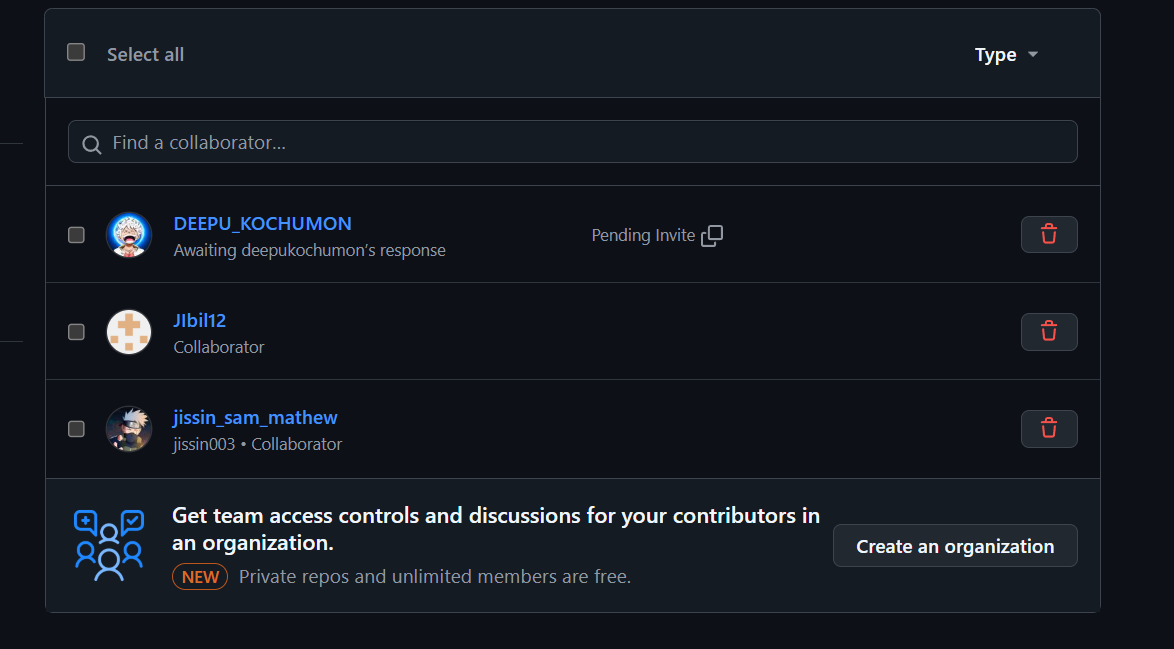 Select all
Type
Find a collaborator...
DEEPU_KOCHUMON
Awaiting deepukochumon's response
Pending Invite
JIbil12
Collaborator
jissin_sam_mathew
jissin003 • Collaborator
Get team access controls and discussions for your contributors in
an organization.
NEW Private repos and unlimited members are free.
Create an organization